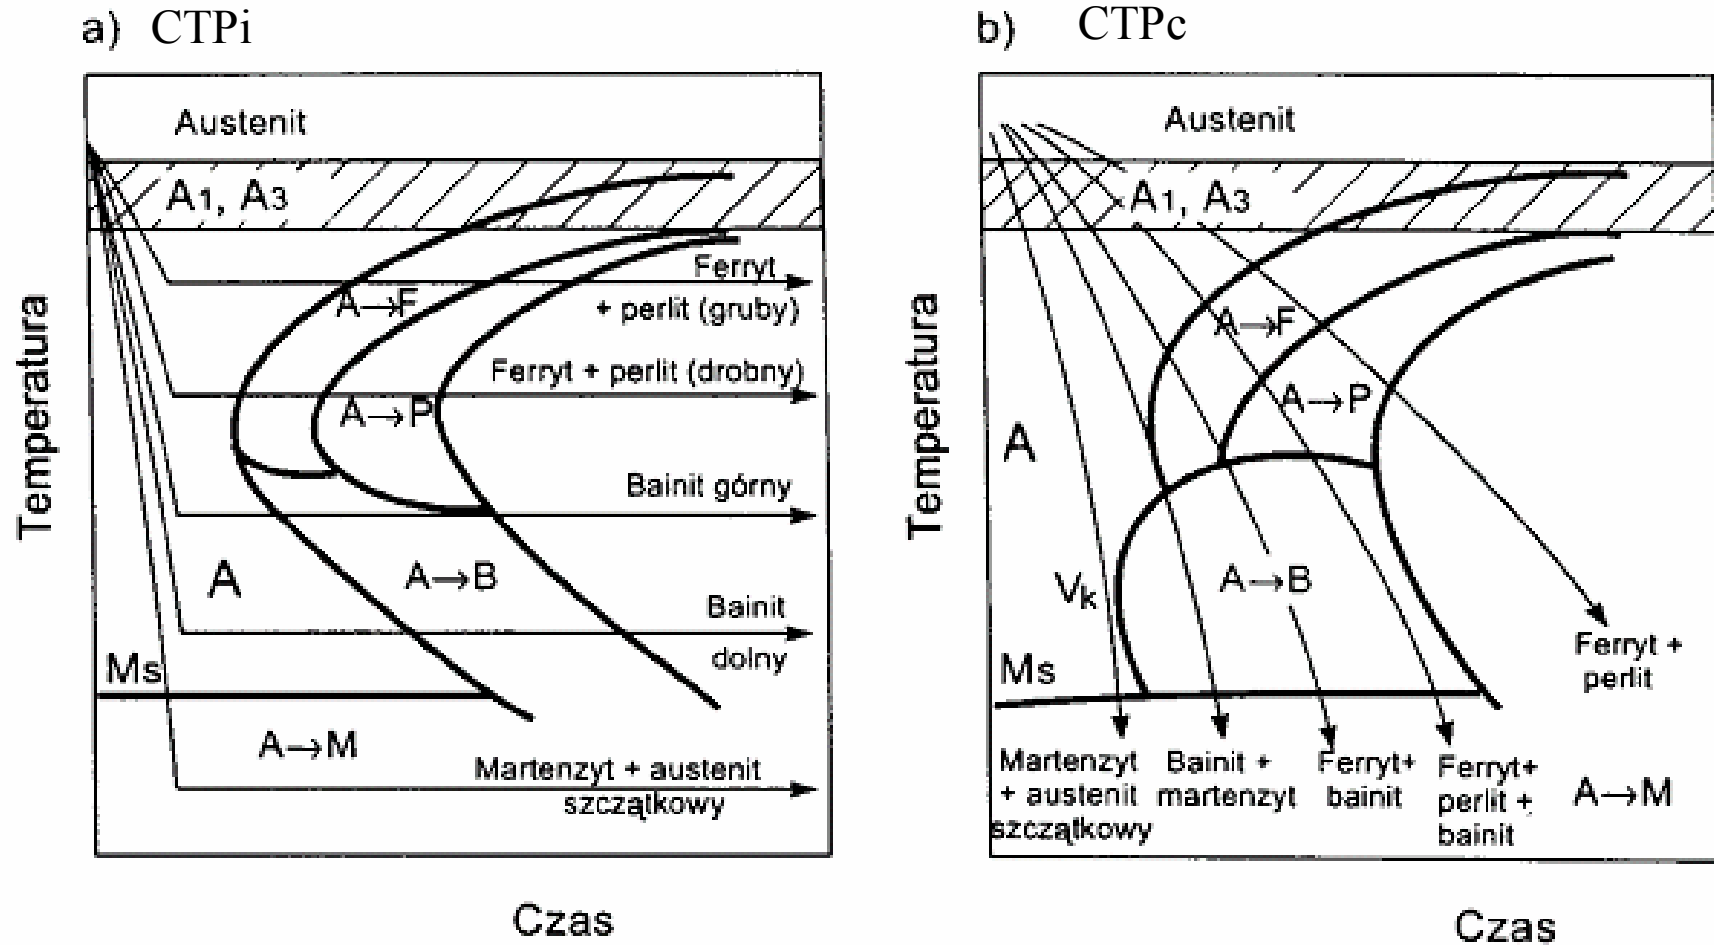 a) CTPi
Austenit
A1, A3
Ferryt
A→F
+ perlit (gruby)
Ferryt + perlit (drobny)
A→P
Bainit górny
A
A→B
Bainit
dolny
Ms
A→M
Martenzyt + austenit
szczątkowy
Temperatura
Czas
b) CTPc
Austenit
A1, A3
A→F
A→P
A
Vk
A→B
Ms
Ferryt +
perlit
Martenzyt
+ austenit
szczątkowy
Bainit +
martenzyt
Ferryt+
bainit
Ferryt+
perlit +
bainit
A→M
Temperatura
Czas